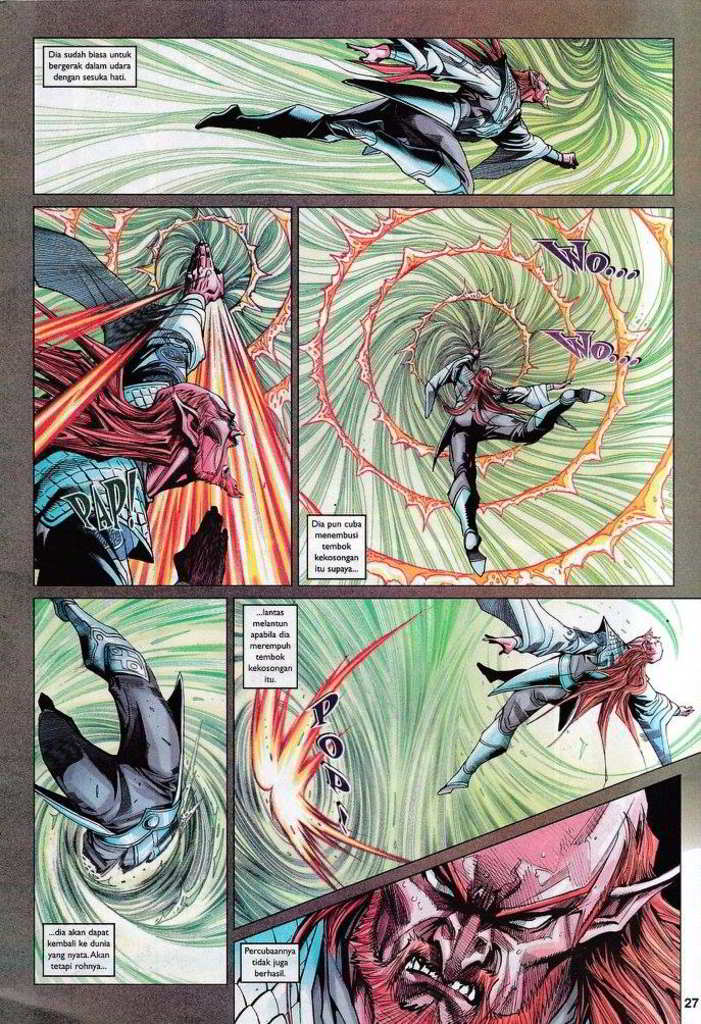 Dia sudah biasa untuk
bergerak dalam udara
dengan sesuka hati.
PAP!
WO...
WO...
Dia pun cuba
menembusi
tembok
kekosongan
itu supaya...
...dia akan dapat
kembali ke dunia
yang nyata. Akan
tetapi rohnya...
...lantas
melantun
apabila dia
merempuh
tembok
kekosongan
itu.
POP!
Percubaannya
tidak juga
berhasil.
27